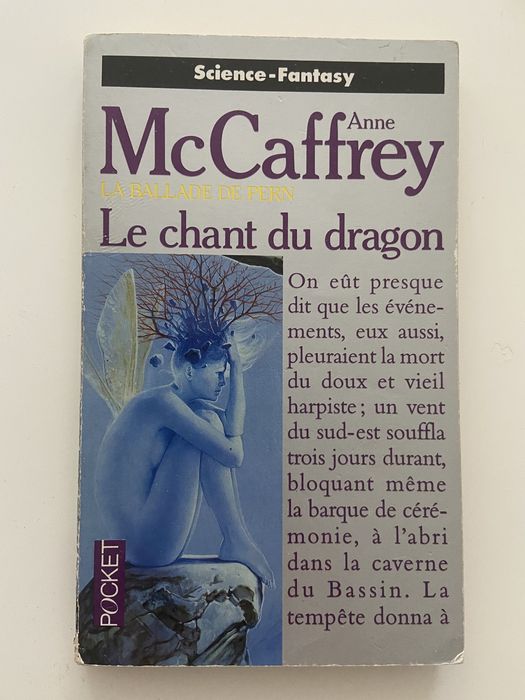 Science-Fantasy
Anne
McCaffrey
LA BALLADE DE PERN
Le chant du dragon
On eût presque
dit que les événe-
ments, eux aussi,
pleuraient la mort
du doux et vieil
harpiste; un vent
du sud-est souffla
trois jours durant,
bloquant même
la barque de céré-
monie, à l'abri
dans la caverne
du Bassin. La
tempête donna à
POCKET